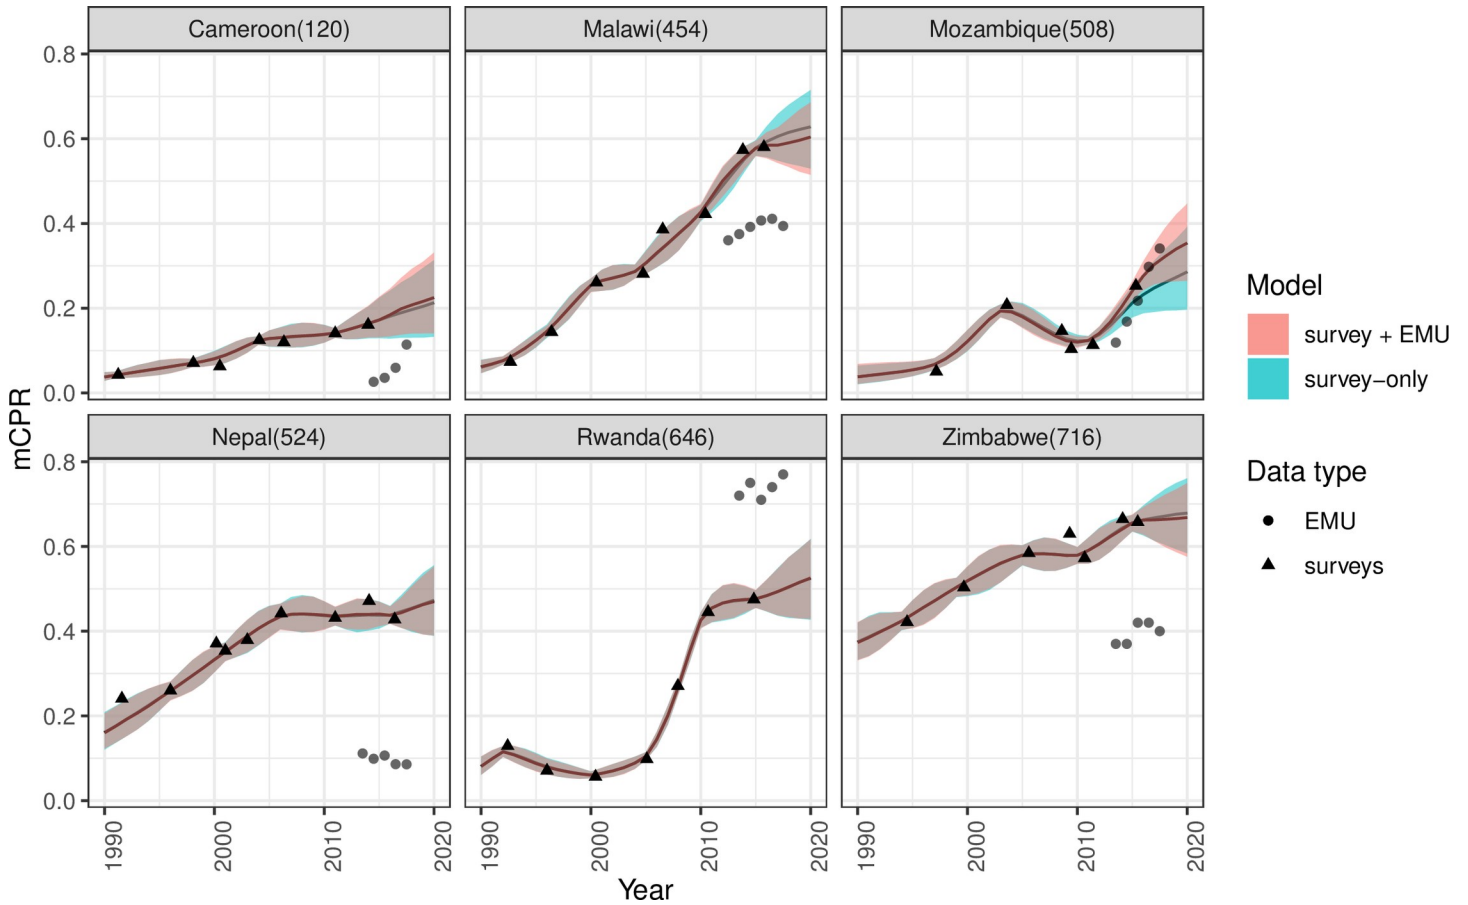 Cameroon(120) Malawi(454) Mozambique(508)
0.8
0.6
0.4
0.2
0.0
Nepal(524) Rwanda(646) Zimbabwe(716)
0.8
0.6
0.4
0.2
0.0
mCPR
1990 2000 2010 2020 1990 2000 2010 2020 1990 2000 2010 2020
Year
Model
survey + EMU
survey−only
Data type
EMU
surveys